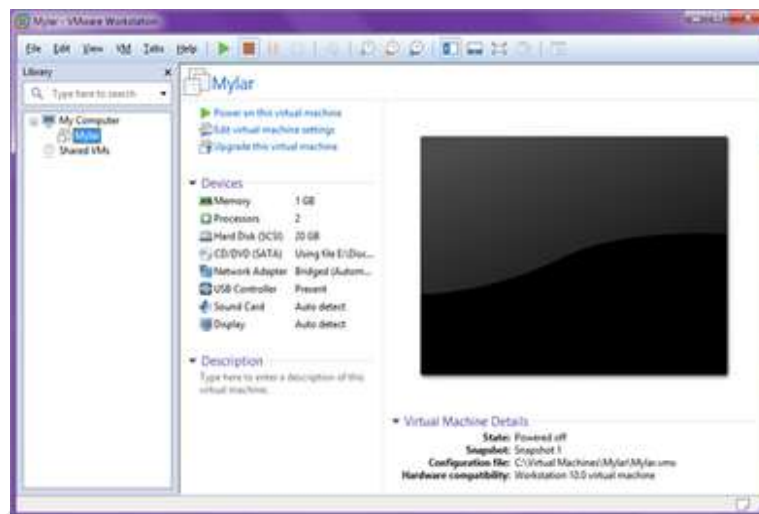 Mylar - VMware Workstation
File Edit View VM Tabs Help
Library
Type here to search
My Computer
Mylar
Shared VMs
Mylar
Power on this virtual machine
Edit virtual machine settings
Upgrade this virtual machine
Devices
Memory 1 GB
Processors 2
Hard Disk (SCSI) 20 GB
CD/DVD (SATA) Using file E:\Doc...
Network Adapter Bridged (Autom...
USB Controller Present
Sound Card Auto detect
Display Auto detect
Description
Type here to enter a description of this
virtual machine.
Virtual Machine Details
State: Powered off
Snapshot: Snapshot 1
Configuration file: C:\Virtual Machines\Mylar\Mylar.vmx
Hardware compatibility: Workstation 10.0 virtual machine